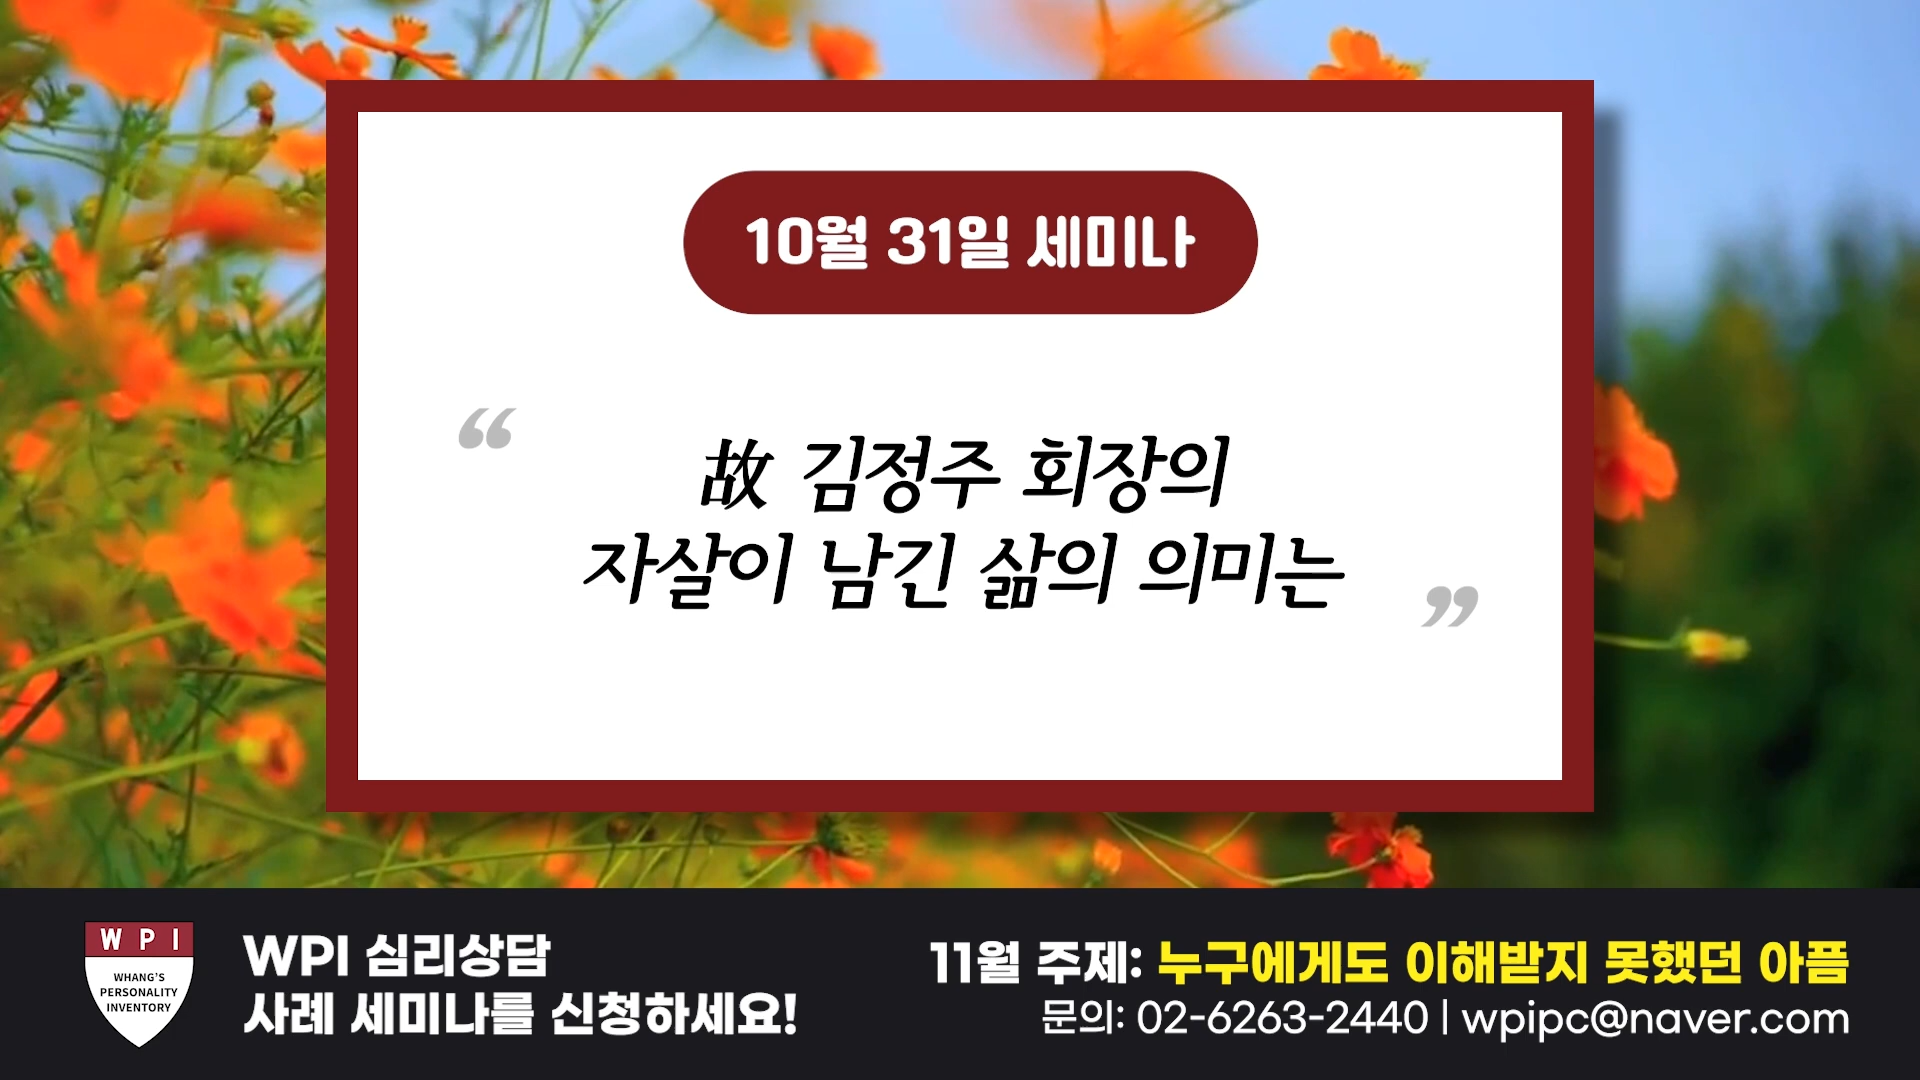 10월 31일 세미나
“
故 김정주 회장의
자살이 남긴 삶의 의미는
”
WPI
WHANG'S
PERSONALITY
INVENTORY
WPI 심리상담
사례 세미나를 신청하세요!
11월 주제: 누구에게도 이해받지 못했던 아픔
문의: 02-6263-2440 | wpipc@naver.com